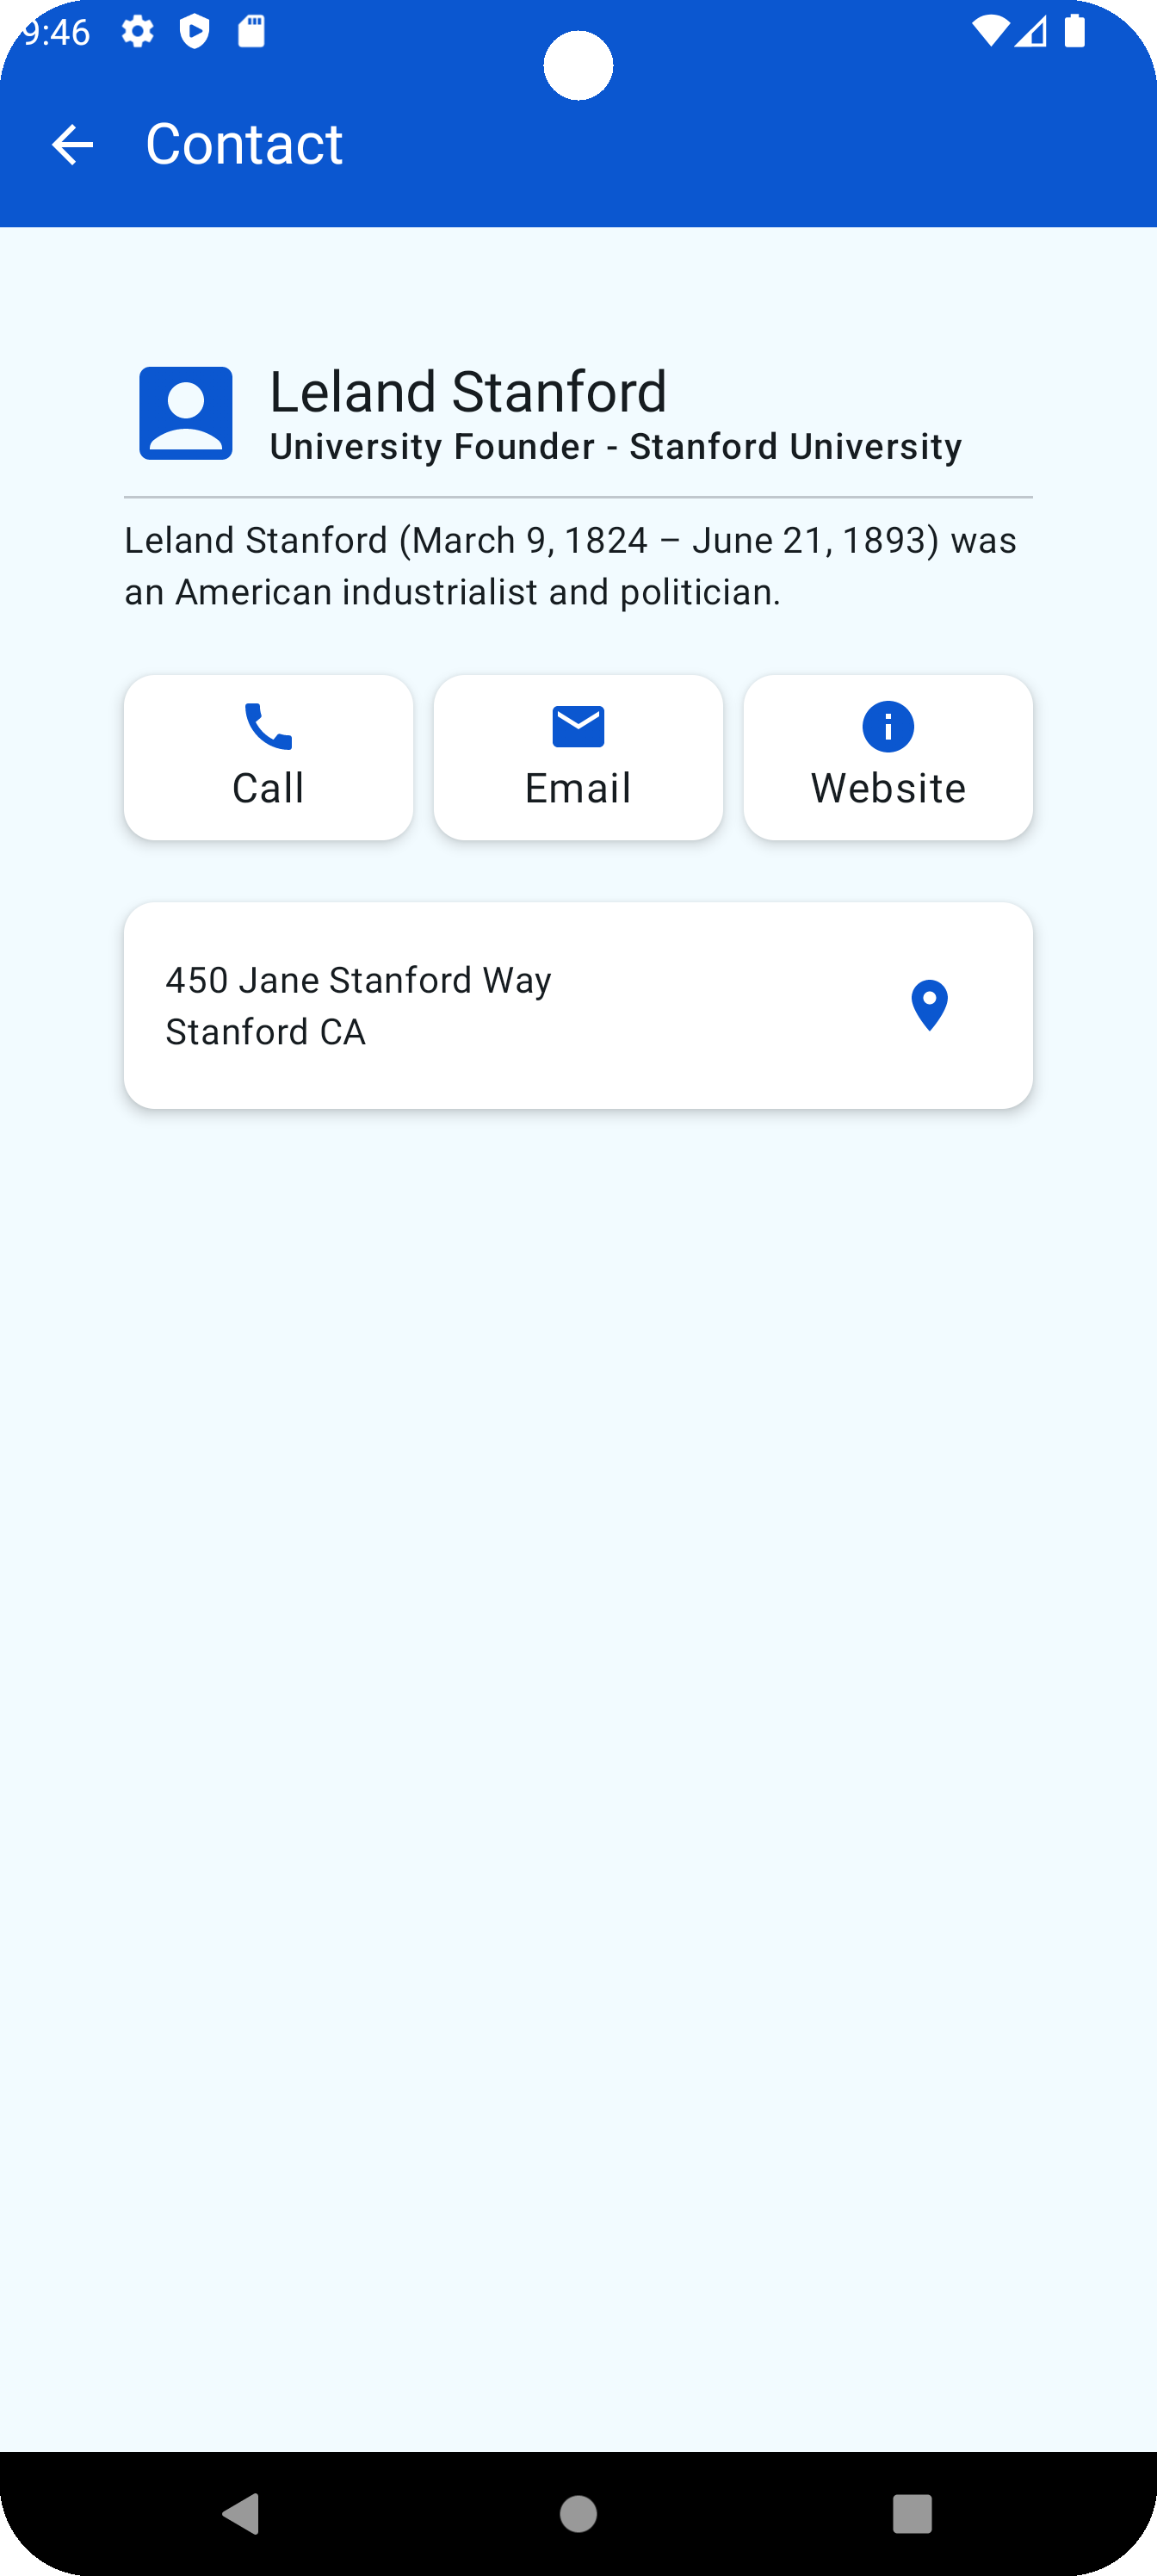 9:46
Contact
Leland Stanford
University Founder - Stanford University
Leland Stanford (March 9, 1824 – June 21, 1893) was
an American industrialist and politician.
Call
Email
Website
450 Jane Stanford Way
Stanford CA